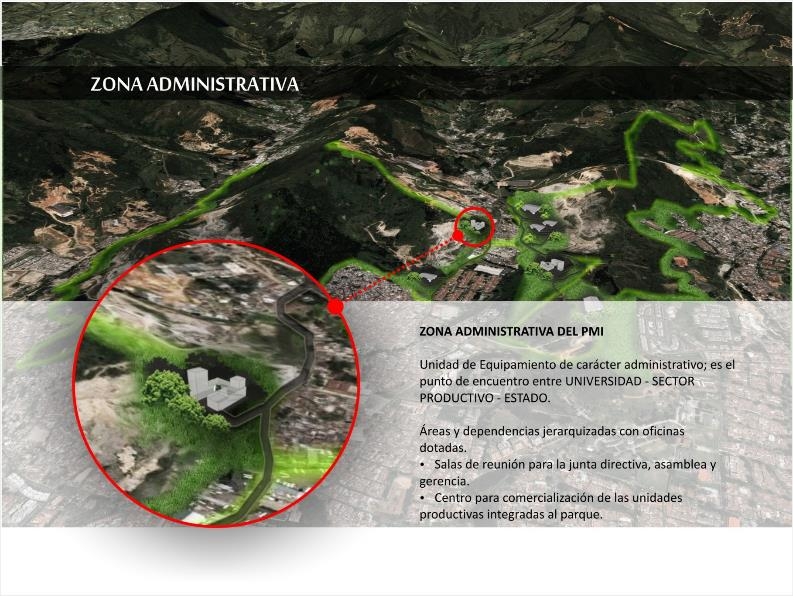 ZONA ADMINISTRATIVA
ZONA ADMINISTRATIVA DEL PMI
Unidad de Equipamiento de carácter administrativo; es el
punto de encuentro entre UNIVERSIDAD - SECTOR
PRODUCTIVO - ESTADO.
Áreas y dependencias jerarquizadas con oficinas
dotadas.
• Salas de reunión para la junta directiva, asamblea y
gerencia.
• Centro para comercialización de las unidades
productivas integradas al parque.